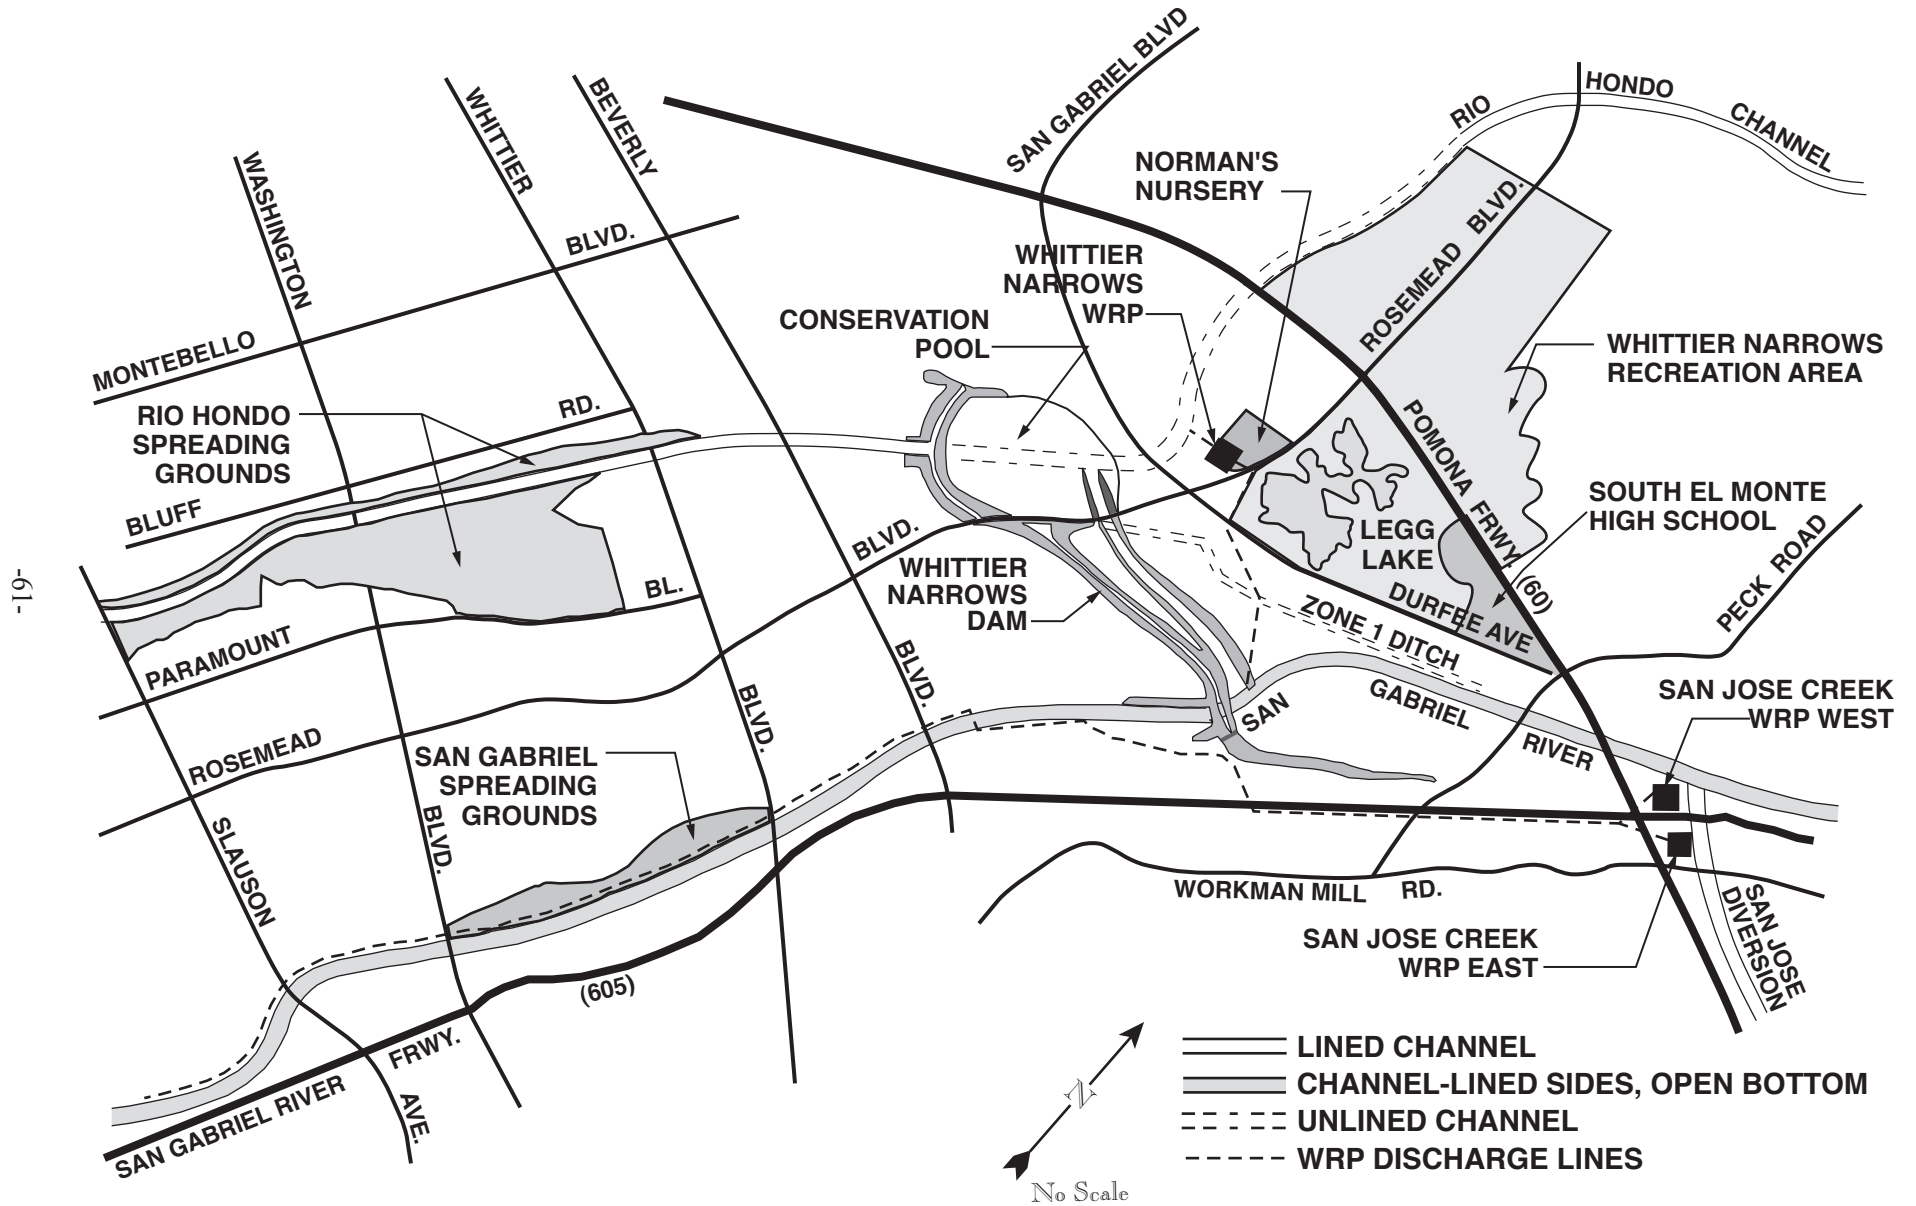 SAN GABRIEL BLVD
RIO
HONDO
CHANNEL
WHITTIER
BEVERLY
WASHINGTON
BLVD.
NORMAN'S
NURSERY
ROSEMEAD BLVD.
WHITTIER
NARROWS
WRP
CONSERVATION
POOL
WHITTIER NARROWS
RECREATION AREA
MONTEBELLO
RIO HONDO
SPREADING
GROUNDS
RD.
BLUFF
POMONA FRWY. (60)
SOUTH EL MONTE
HIGH SCHOOL
LEGG
LAKE
PECK ROAD
BLVD.
WHITTIER
NARROWS
DAM
DURFEE AVE
ZONE 1 DITCH
BL.
PARAMOUNT
-61-
BLVD.
BLVD.
SAN
GABRIEL
RIVER
SAN JOSE CREEK
WRP WEST
ROSEMEAD
SAN GABRIEL
SPREADING
GROUNDS
BLVD.
SLAUSON
WORKMAN MILL RD.
SAN JOSE
DIVERSION
SAN JOSE CREEK
WRP EAST
(605)
SAN GABRIEL RIVER
FRWY.
AVE.
N
No Scale
LINED CHANNEL
CHANNEL-LINED SIDES, OPEN BOTTOM
UNLINED CHANNEL
WRP DISCHARGE LINES